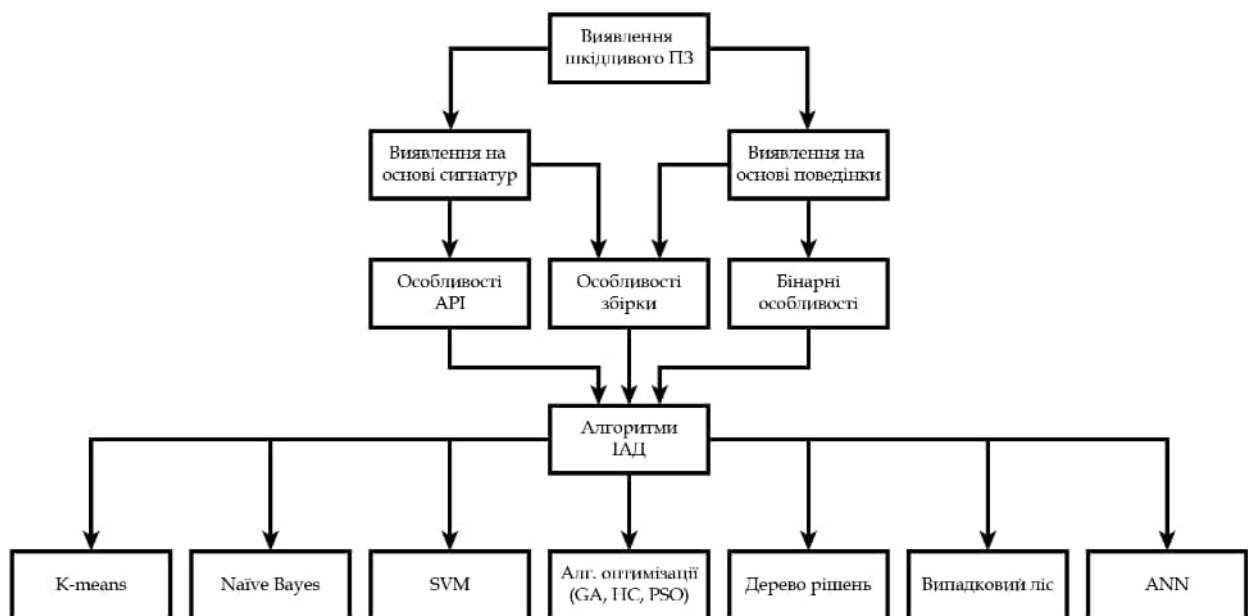 Виявлення
шкідливого ПЗ
Виявлення на
основі сигнатур
Виявлення на
основі поведінки
Особливості
API
Особливості
збірки
Бінарні
особливості
Алгоритми
ІАД
K-means
Naïve Bayes
SVM
Алг. оптимізації
(GA, HC, PSO)
Дерево рішень
Випадковий ліс
ANN